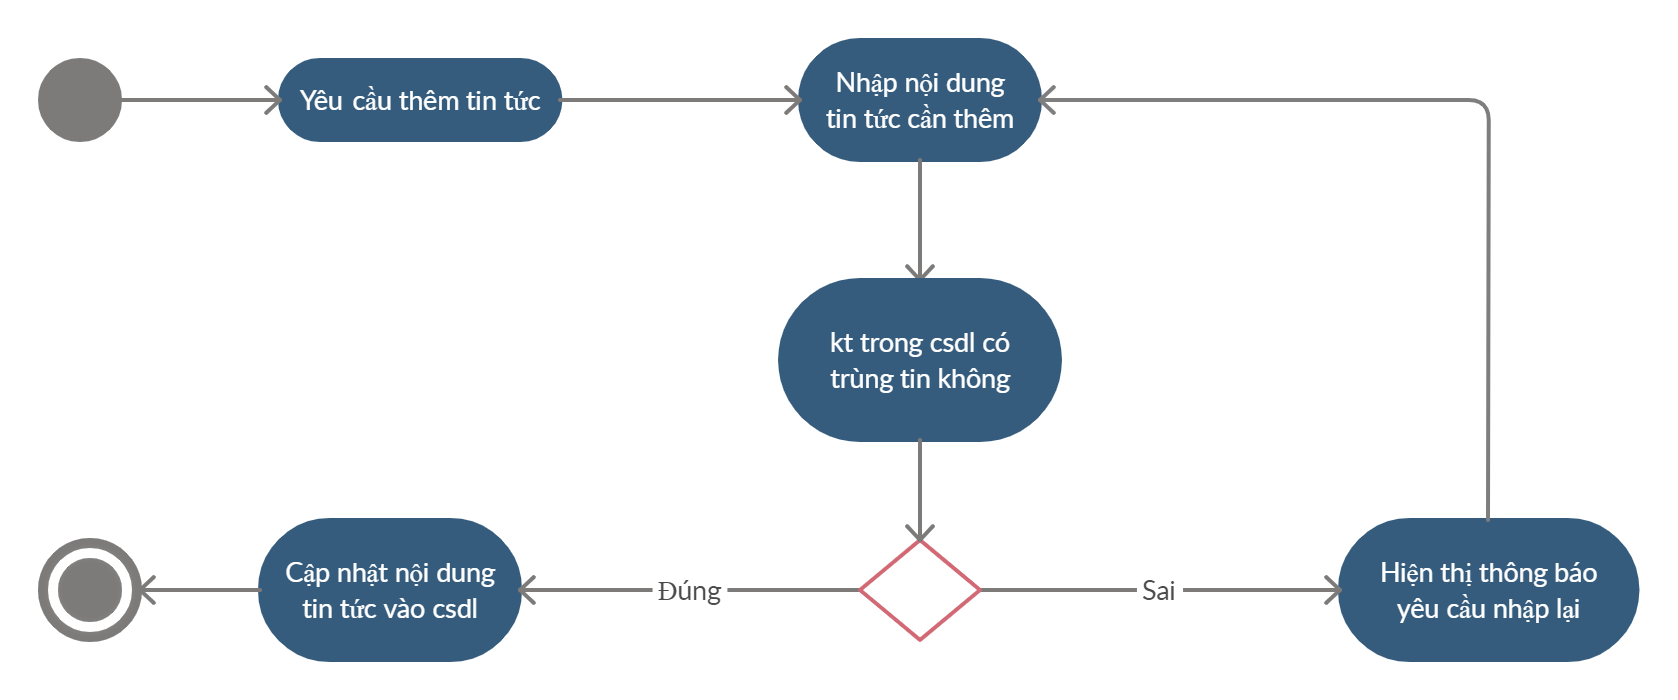 Yêu cầu thêm tin tức
Nhập nội dung
tin tức cần thêm
kt trong csdl có
trùng tin không
Cập nhật nội dung
tin tức vào csdl
Đúng
Sai
Hiện thị thông báo
yêu cầu nhập lại